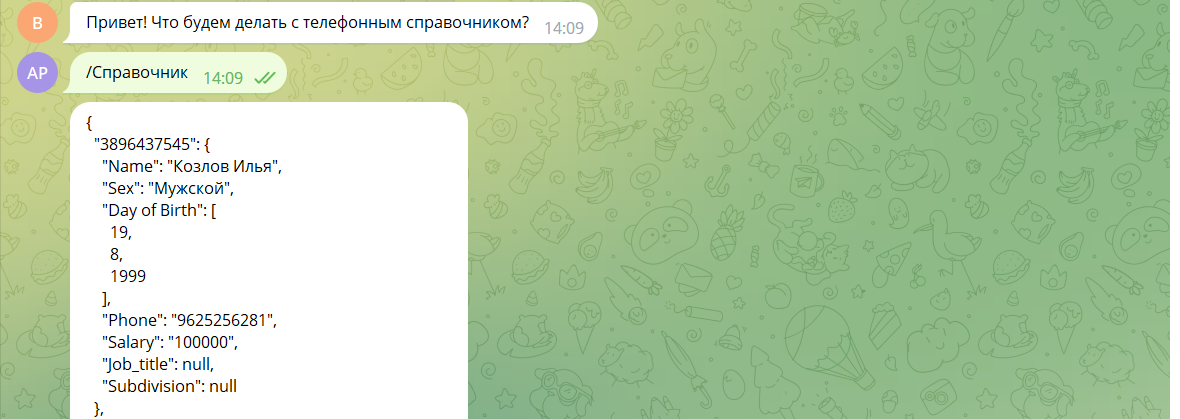 B
Привет! Что будем делать с телефонным справочником? 14:09
AP
/Справочник 14:09
{
"3896437545": {
"Name": "Козлов Илья",
"Sex": "Мужской",
"Day of Birth": [
19,
8,
1999
],
"Phone": "9625256281",
"Salary": "100000",
"Job_title": null,
"Subdivision": null
},